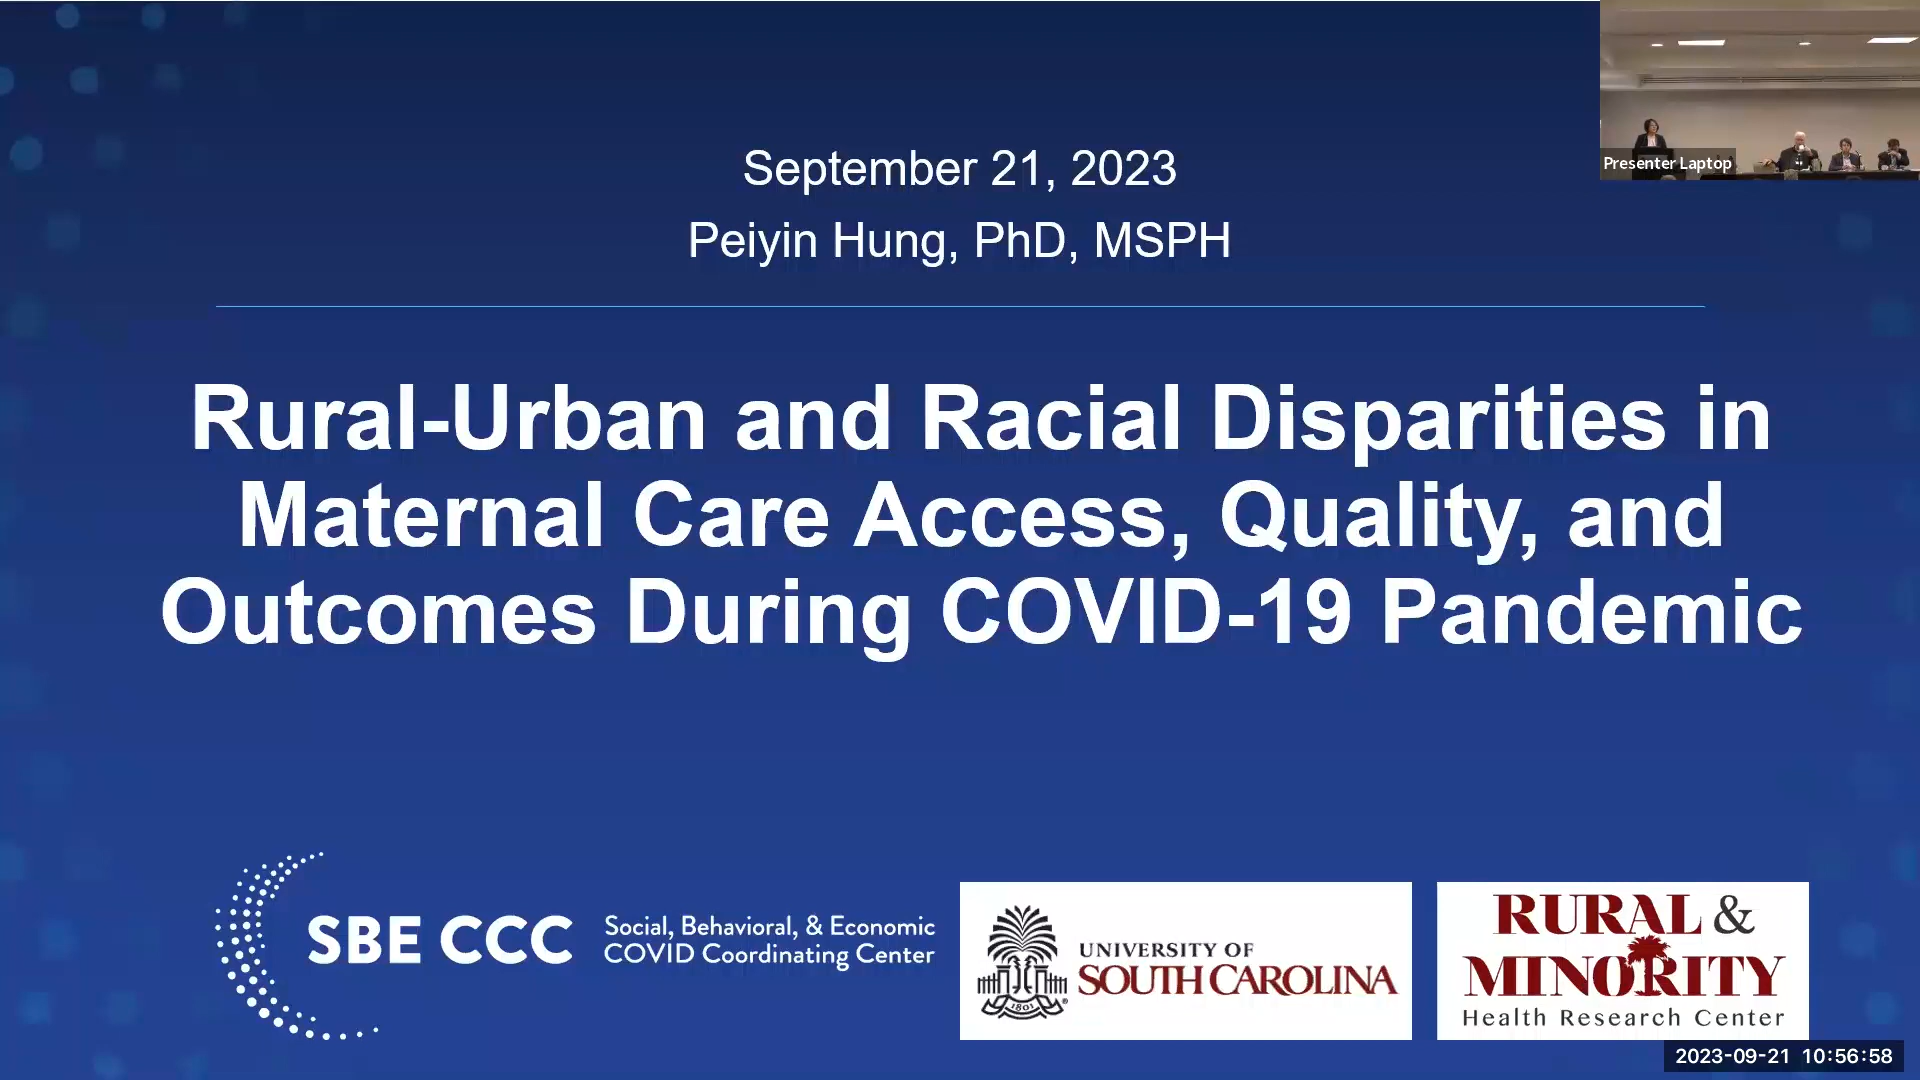 September 21, 2023
Peiyin Hung, PhD, MSPH
Presenter Laptop
Rural-Urban and Racial Disparities in
Maternal Care Access, Quality, and
Outcomes During COVID-19 Pandemic
SBE CCC
Social, Behavioral, & Economic
COVID Coordinating Center
1801
UNIVERSITY OF
SOUTH CAROLINA
RURAL &
MINORITY
Health Research Center
2023-09-21 10:56:58